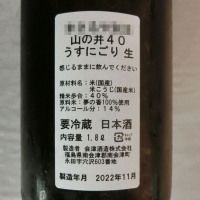 山の井40
うすにごり 生
感じるままに飲んでください
原材料名：米(国産)
米こうじ(国産米)
精米歩合：40%
原料米：夢の香100%使用
アルコール分：14%
要冷蔵 日本酒
内容量：1.8L
製造者：会津酒造株式会社
福島県南会津郡南会津町
永田字穴沢603番地
製造年月 2022年11月